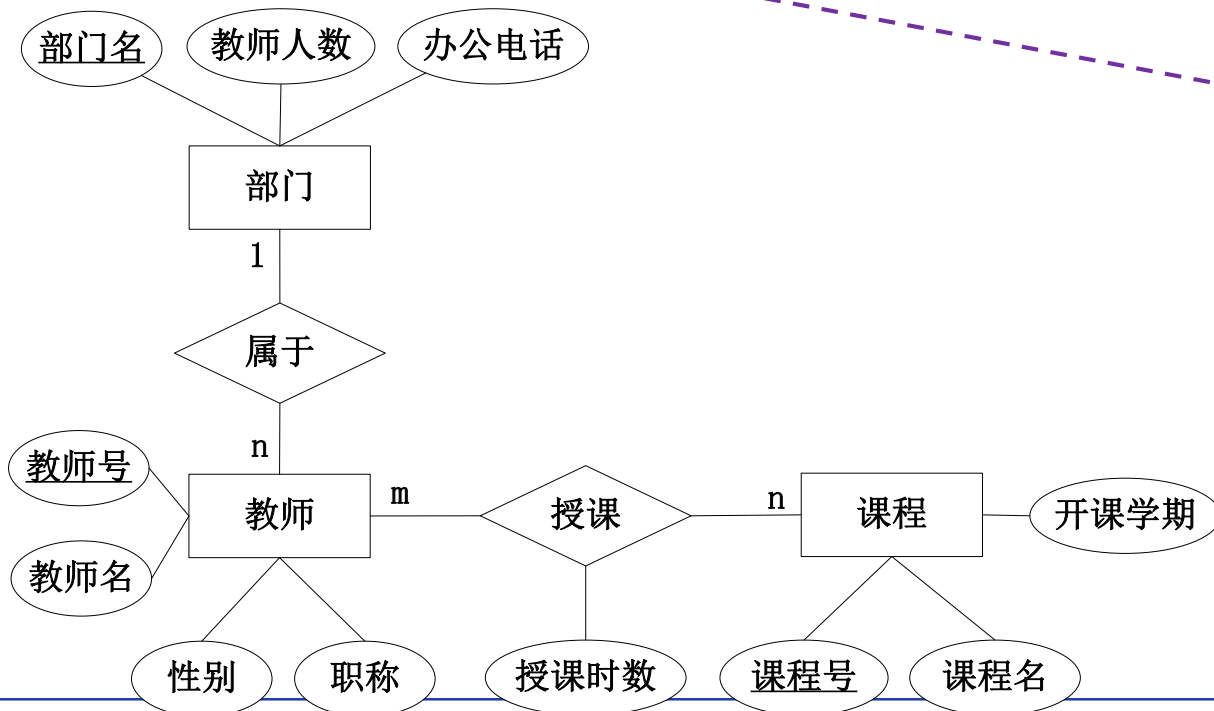 部门名 教师人数 办公电话
部门
1
属于
n
教师号
教师 m 授课 n 课程 开课学期
教师名
性别 职称 授课时数 课程号 课程名